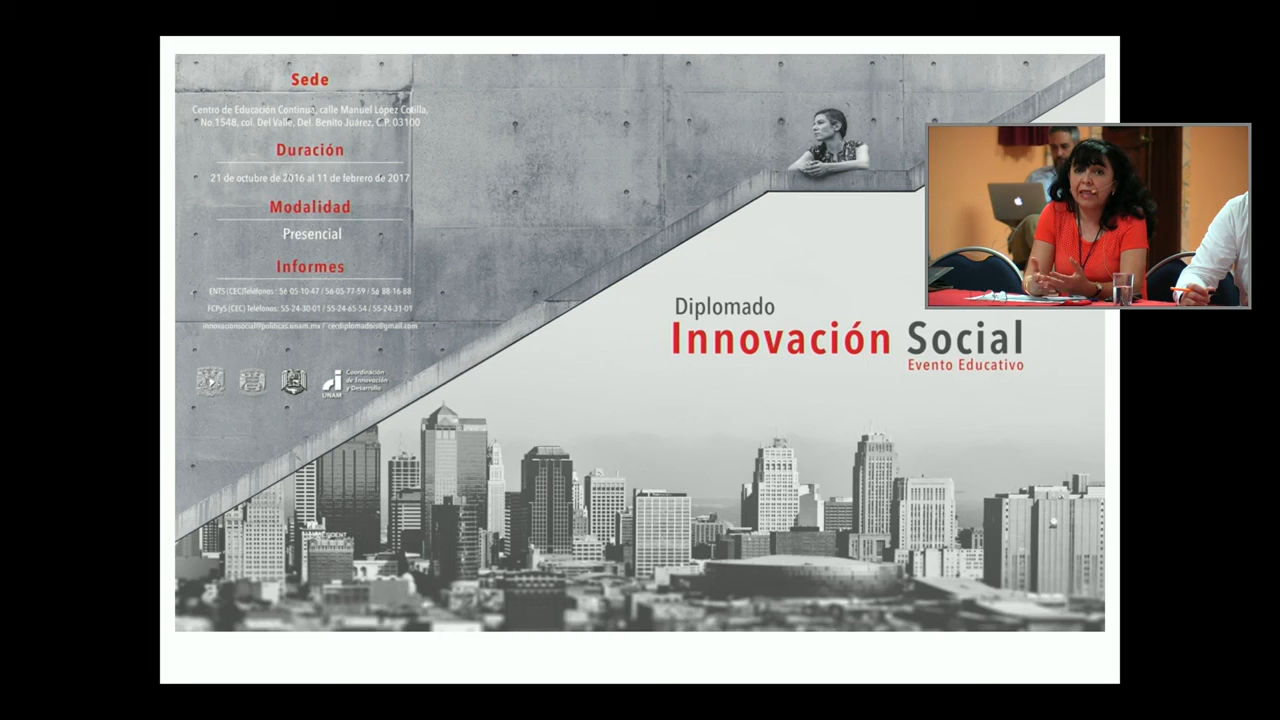 Sede
Centro de Educación Continua, calle Manuel López Cotilla,
No.1548, col. Del Valle, Del. Benito Juárez, C.P. 03100
Duración
21 de octubre de 2016 al 11 de febrero de 2017
Modalidad
Presencial
Informes
ENTS (CEC)Teléfonos : 56 05-10-47 / 56-05-77-59 / 56 88-16-88
FCPyS (CEC) Teléfonos: 55-24-30-01 / 55-24-65-54 / 55-24-31-01
innovacionsocial@politicas.unam.mx / cecdiplomados@gmail.com
Coordinación
de Innovación
y Desarrollo
UNAM
Diplomado
Innovación Social
Evento Educativo